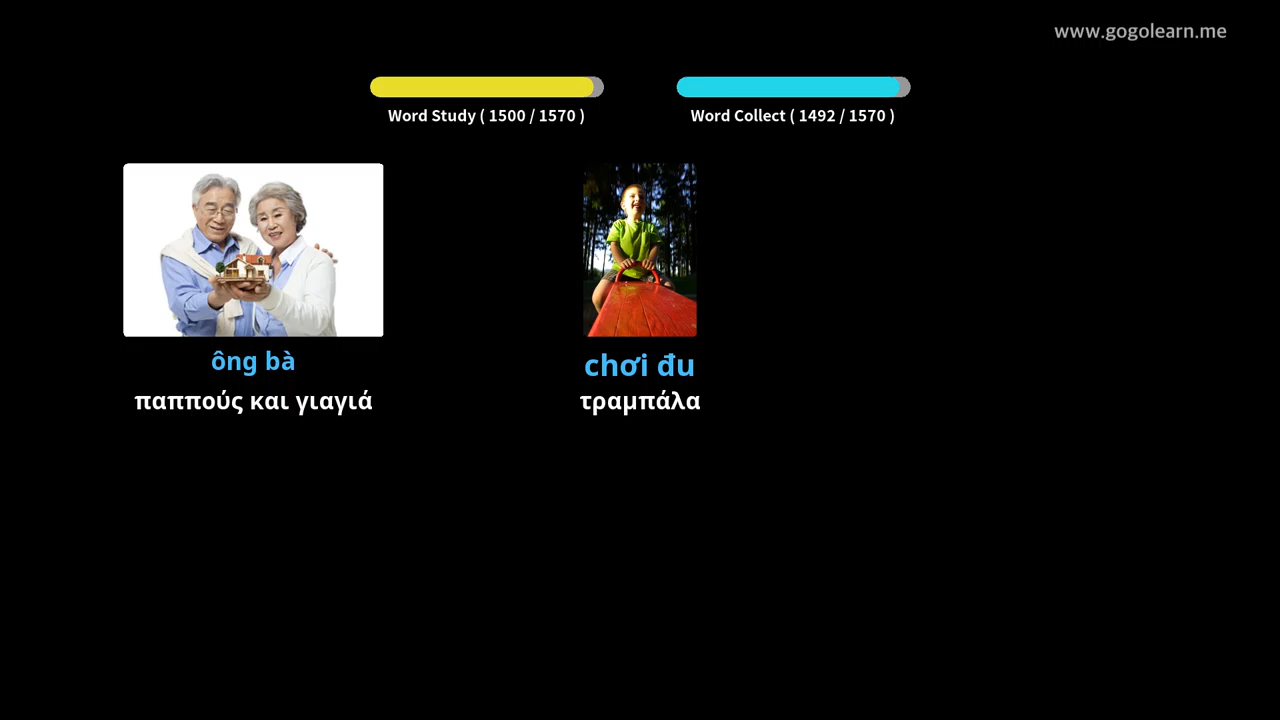 www.gogolearn.me
Word Study ( 1500 / 1570 )
Word Collect ( 1492 / 1570 )
ông bà
παππούς και γιαγιά
chơi đu
τραμπάλα